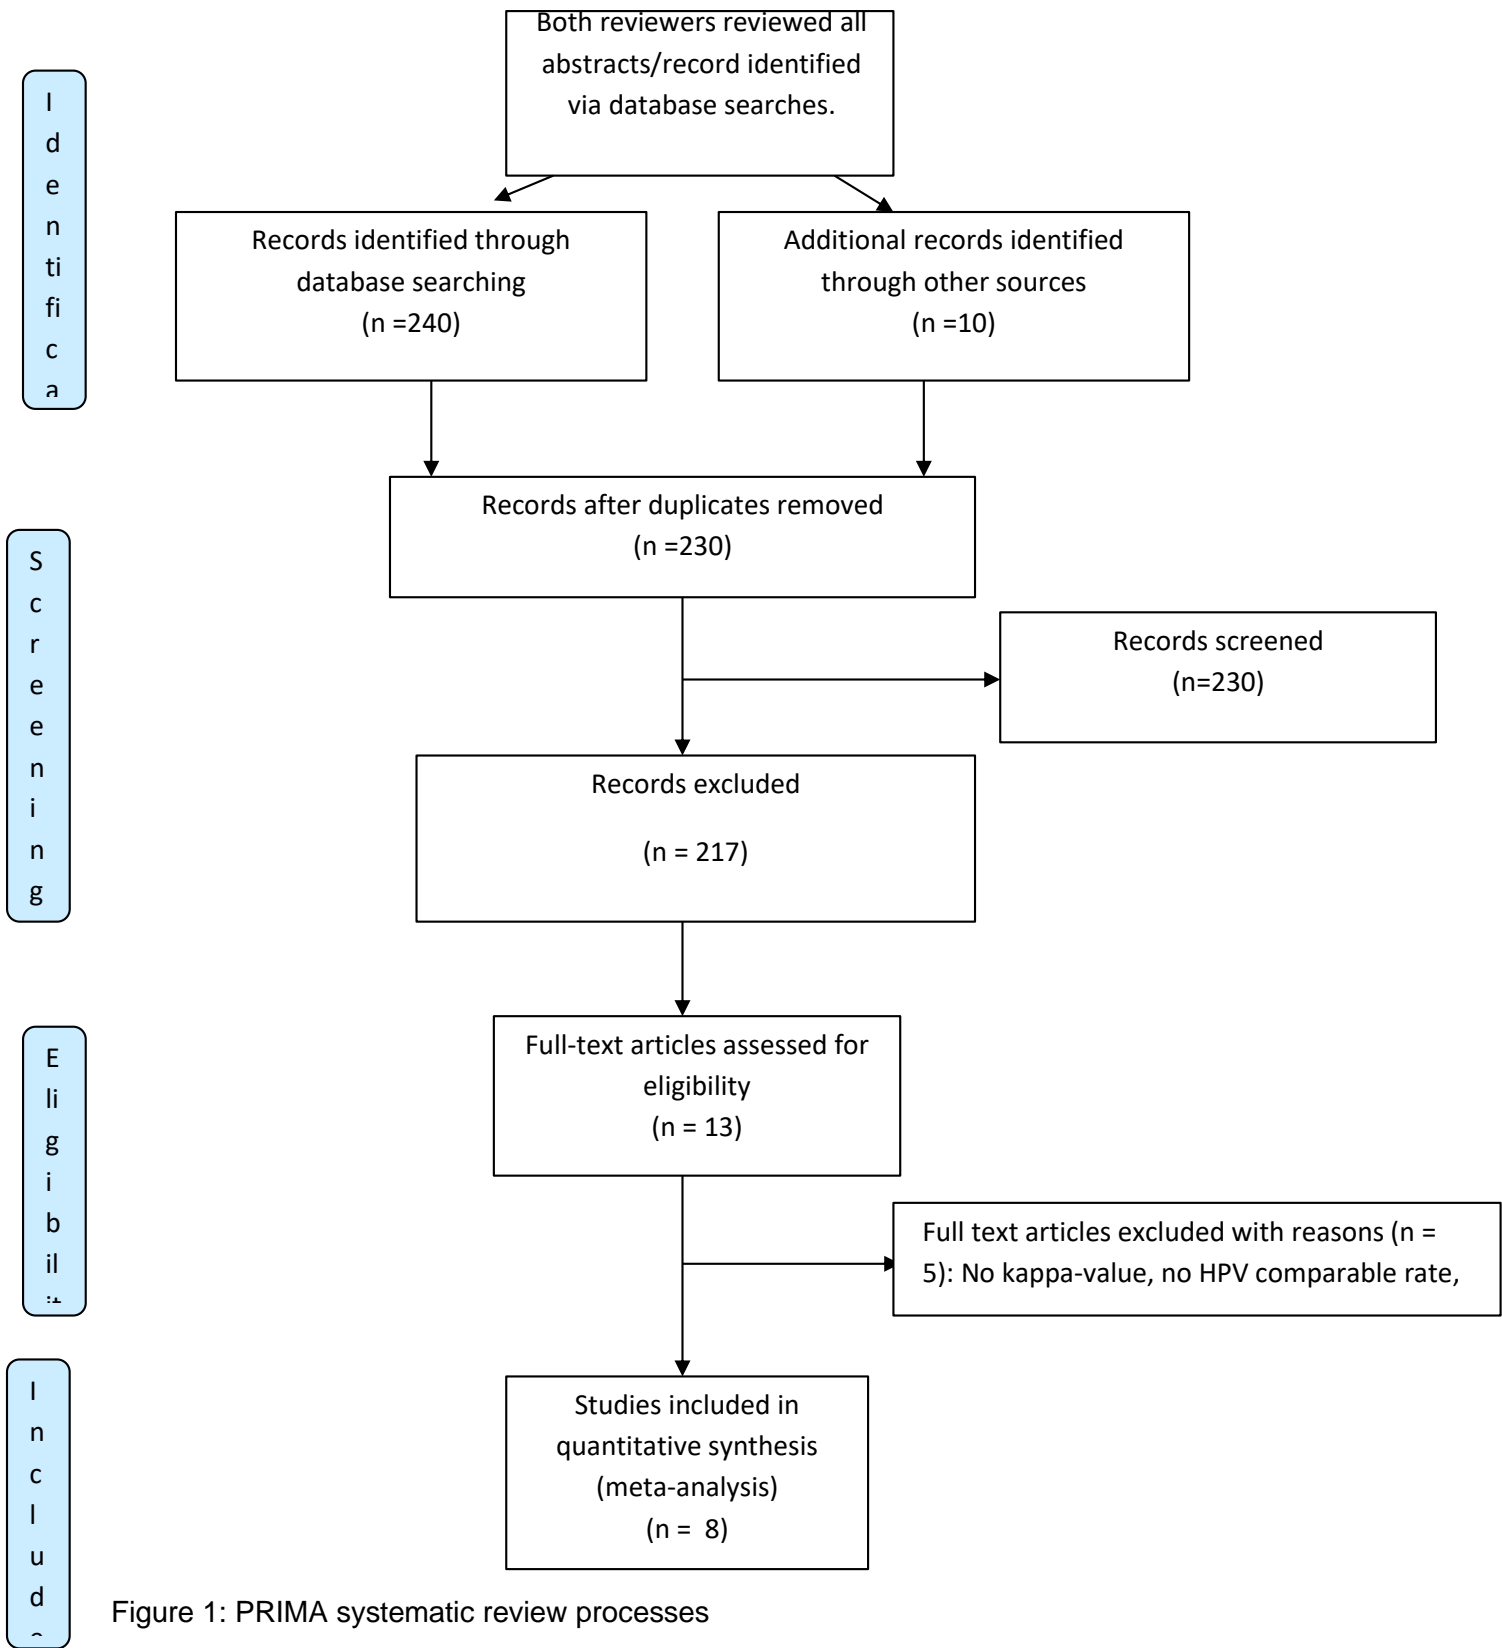 Both reviewers reviewed all
abstracts/record identified
via database searches.
I
d
e
n
ti
fi
c
a
Records identified through
database searching
(n =240)
Additional records identified
through other sources
(n =10)
Records after duplicates removed
(n =230)
S
c
r
e
e
n
i
n
g
Records screened
(n=230)
Records excluded
(n = 217)
E
li
g
i
b
il
it
Full-text articles assessed for
eligibility
(n = 13)
Full text articles excluded with reasons (n =
5): No kappa-value, no HPV comparable rate,
I
n
c
l
u
d
Studies included in
quantitative synthesis
(meta-analysis)
(n = 8)
Figure 1: PRIMA systematic review processes